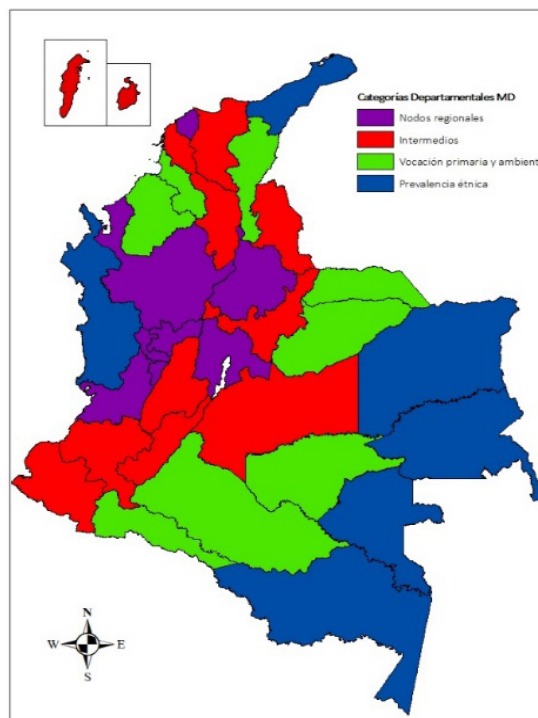 Categorías Departamentales MD
Nodos regionales
Intermedios
Vocación primaria y ambient
Prevalencia étnica
N
W E
S